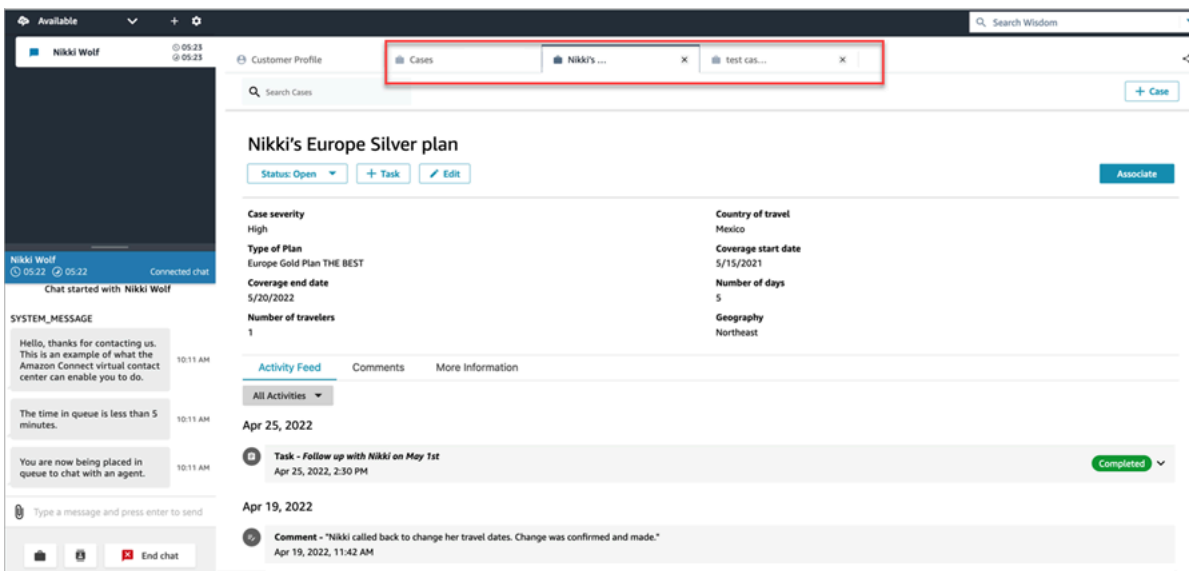 Available
Search Wisdom
Nikki Wolf
05:23
05:23
Customer Profile
Cases
Nikki's ...
test cas...
Search Cases
+ Case
Nikki's Europe Silver plan
Status: Open
+ Task
Edit
Associate
Case severity
High
Country of travel
Mexico
Type of Plan
Europe Gold Plan THE BEST
Coverage start date
5/15/2021
Coverage end date
5/20/2022
Number of days
5
Number of travelers
1
Geography
Northeast
Activity Feed Comments More Information
All Activities
Apr 25, 2022
Task - Follow up with Nikki on May 1st
Apr 25, 2022, 2:30 PM
Completed
Apr 19, 2022
Comment - "Nikki called back to change her travel dates. Change was confirmed and made."
Apr 19, 2022, 11:42 AM
Nikki Wolf
05:22 05:22 Connected chat
Chat started with Nikki Wolf
SYSTEM_MESSAGE
Hello, thanks for contacting us.
This is an example of what the
Amazon Connect virtual contact
center can enable you to do.
10:11 AM
The time in queue is less than 5
minutes.
10:11 AM
You are now being placed in
queue to chat with an agent.
10:11 AM
Type a message and press enter to send
End chat